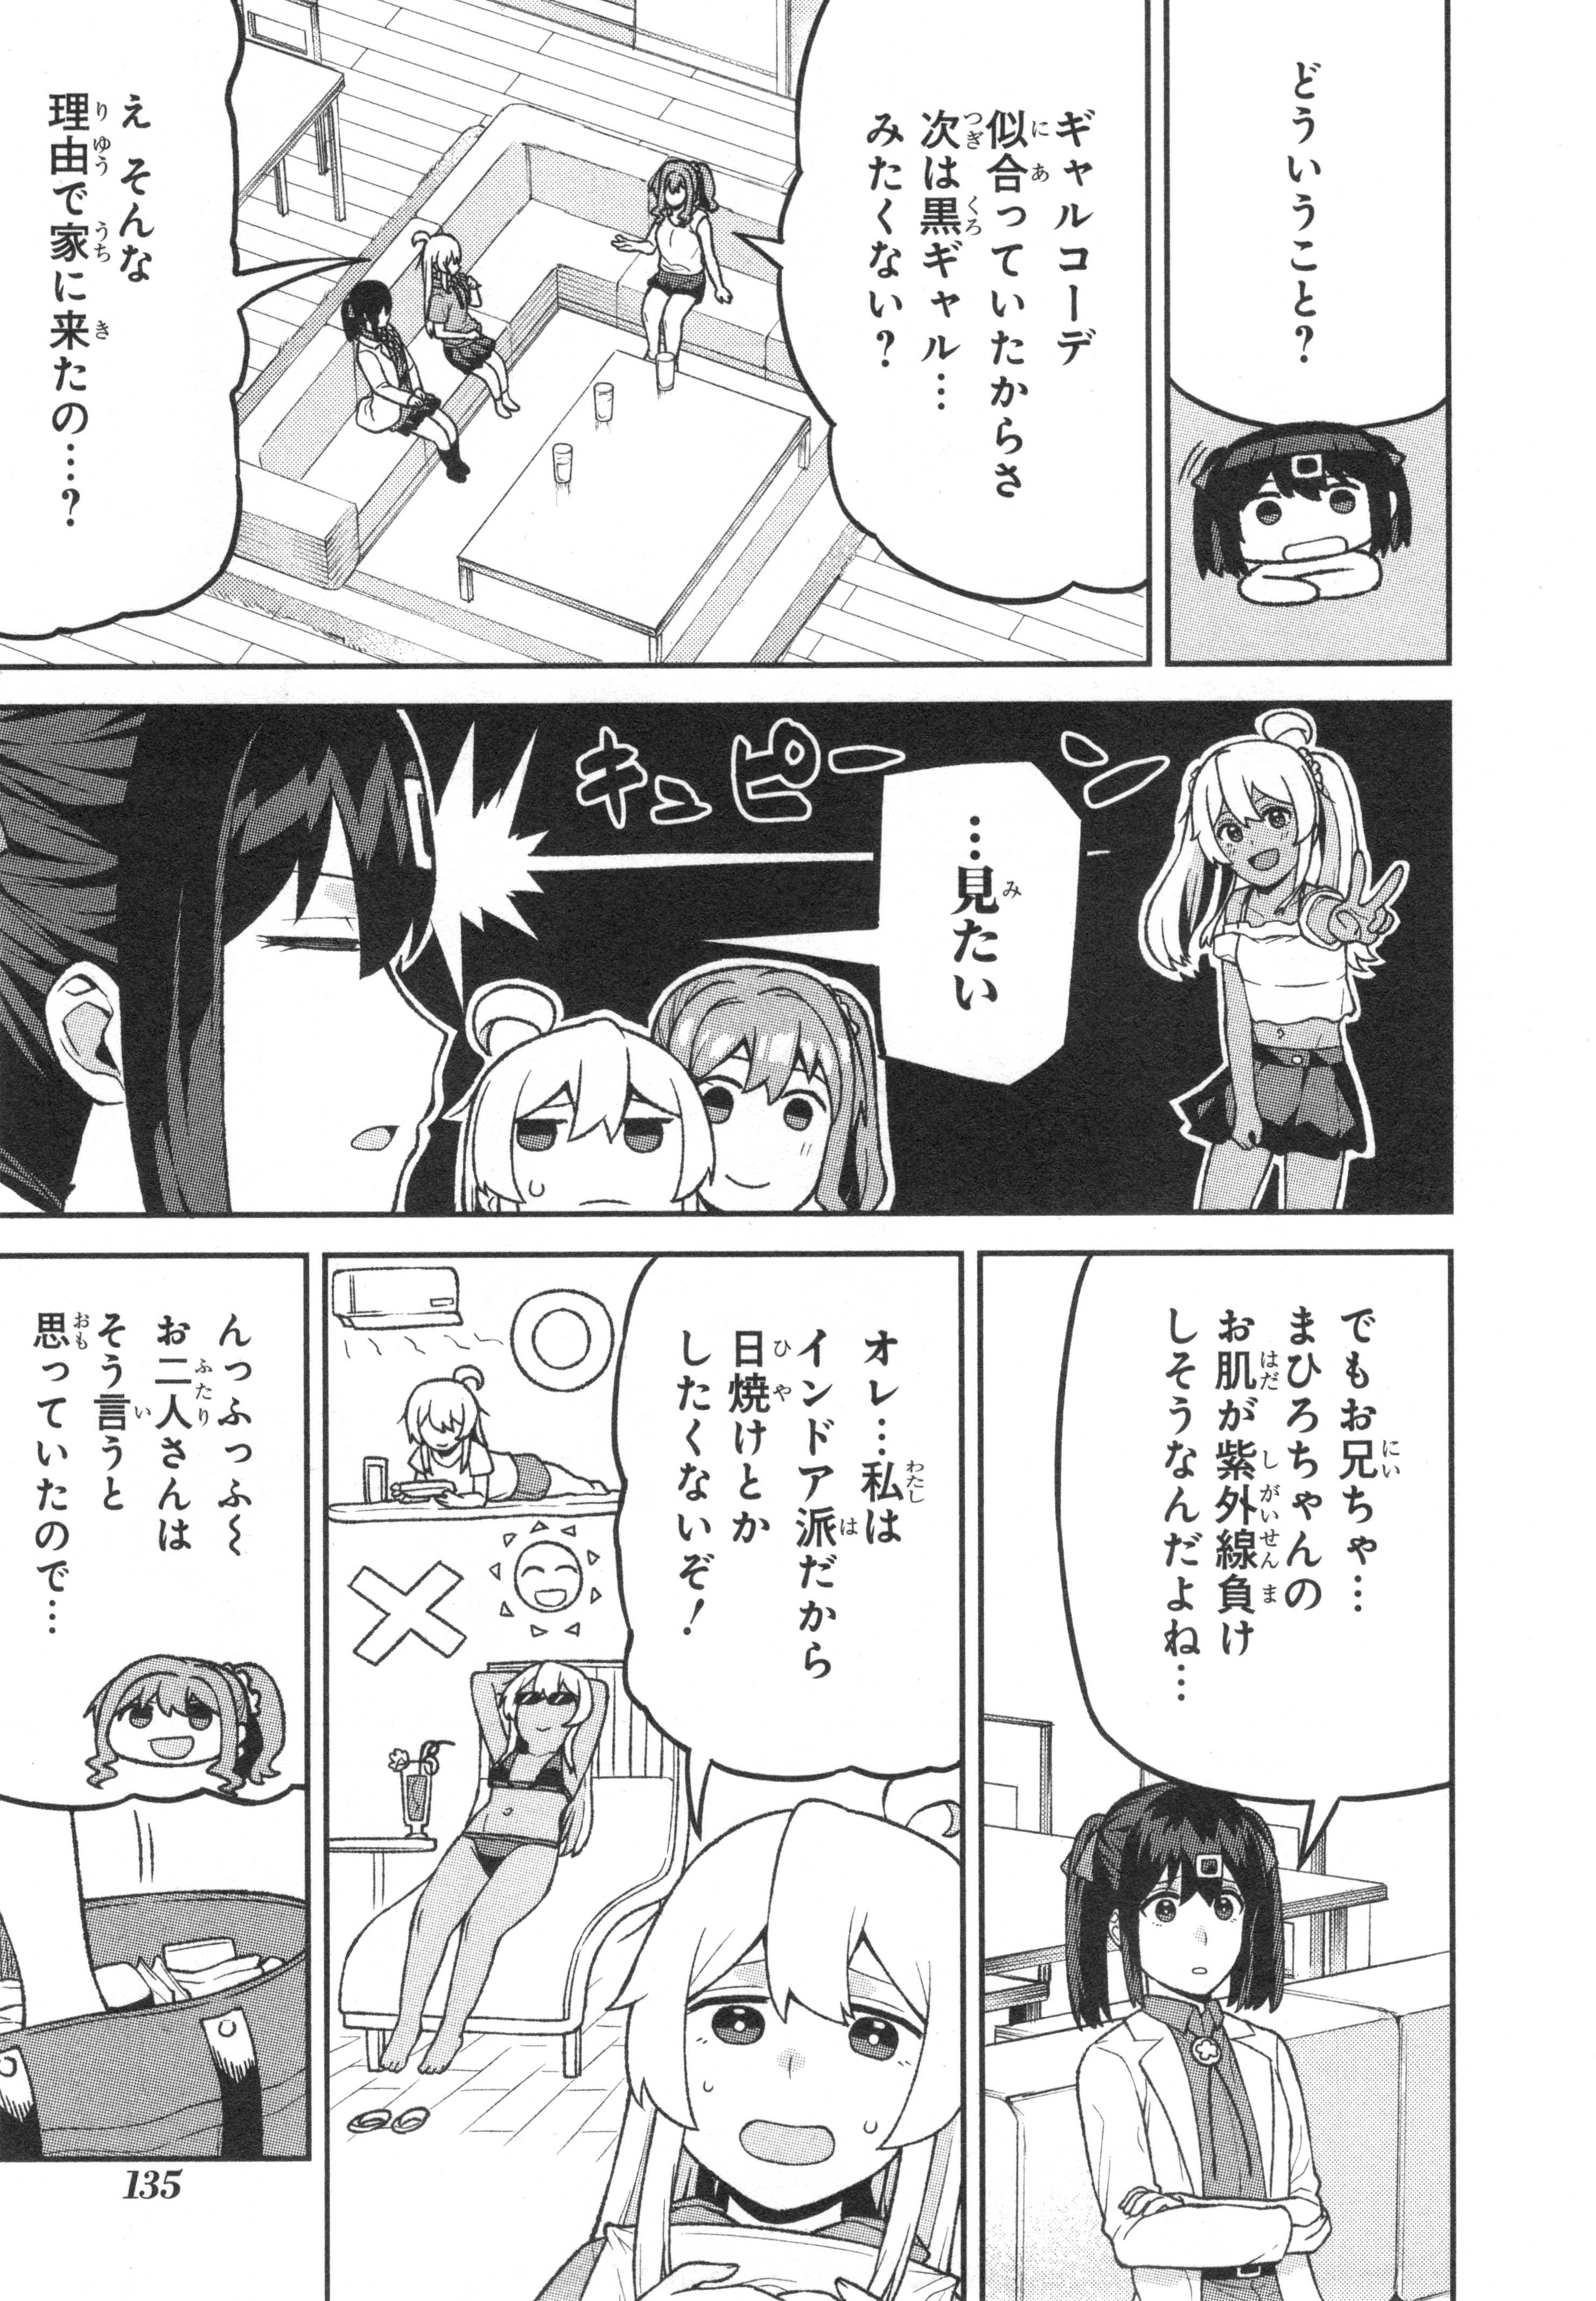 どういうこと？
ギャルコーデ
似合っていたからさ
次は黒ギャル…
みたくない？
え そんな
理由で家に来たの…？
キュピーン
…見たい
でもお兄ちゃ…
まひろちゃんの
お肌が紫外線負け
しそうなんだよね…
オレ…私は
インドア派だから
日焼けとか
したくないぞ！
んっふっふ～
お二人さんは
そう言うと
思っていたので…
135